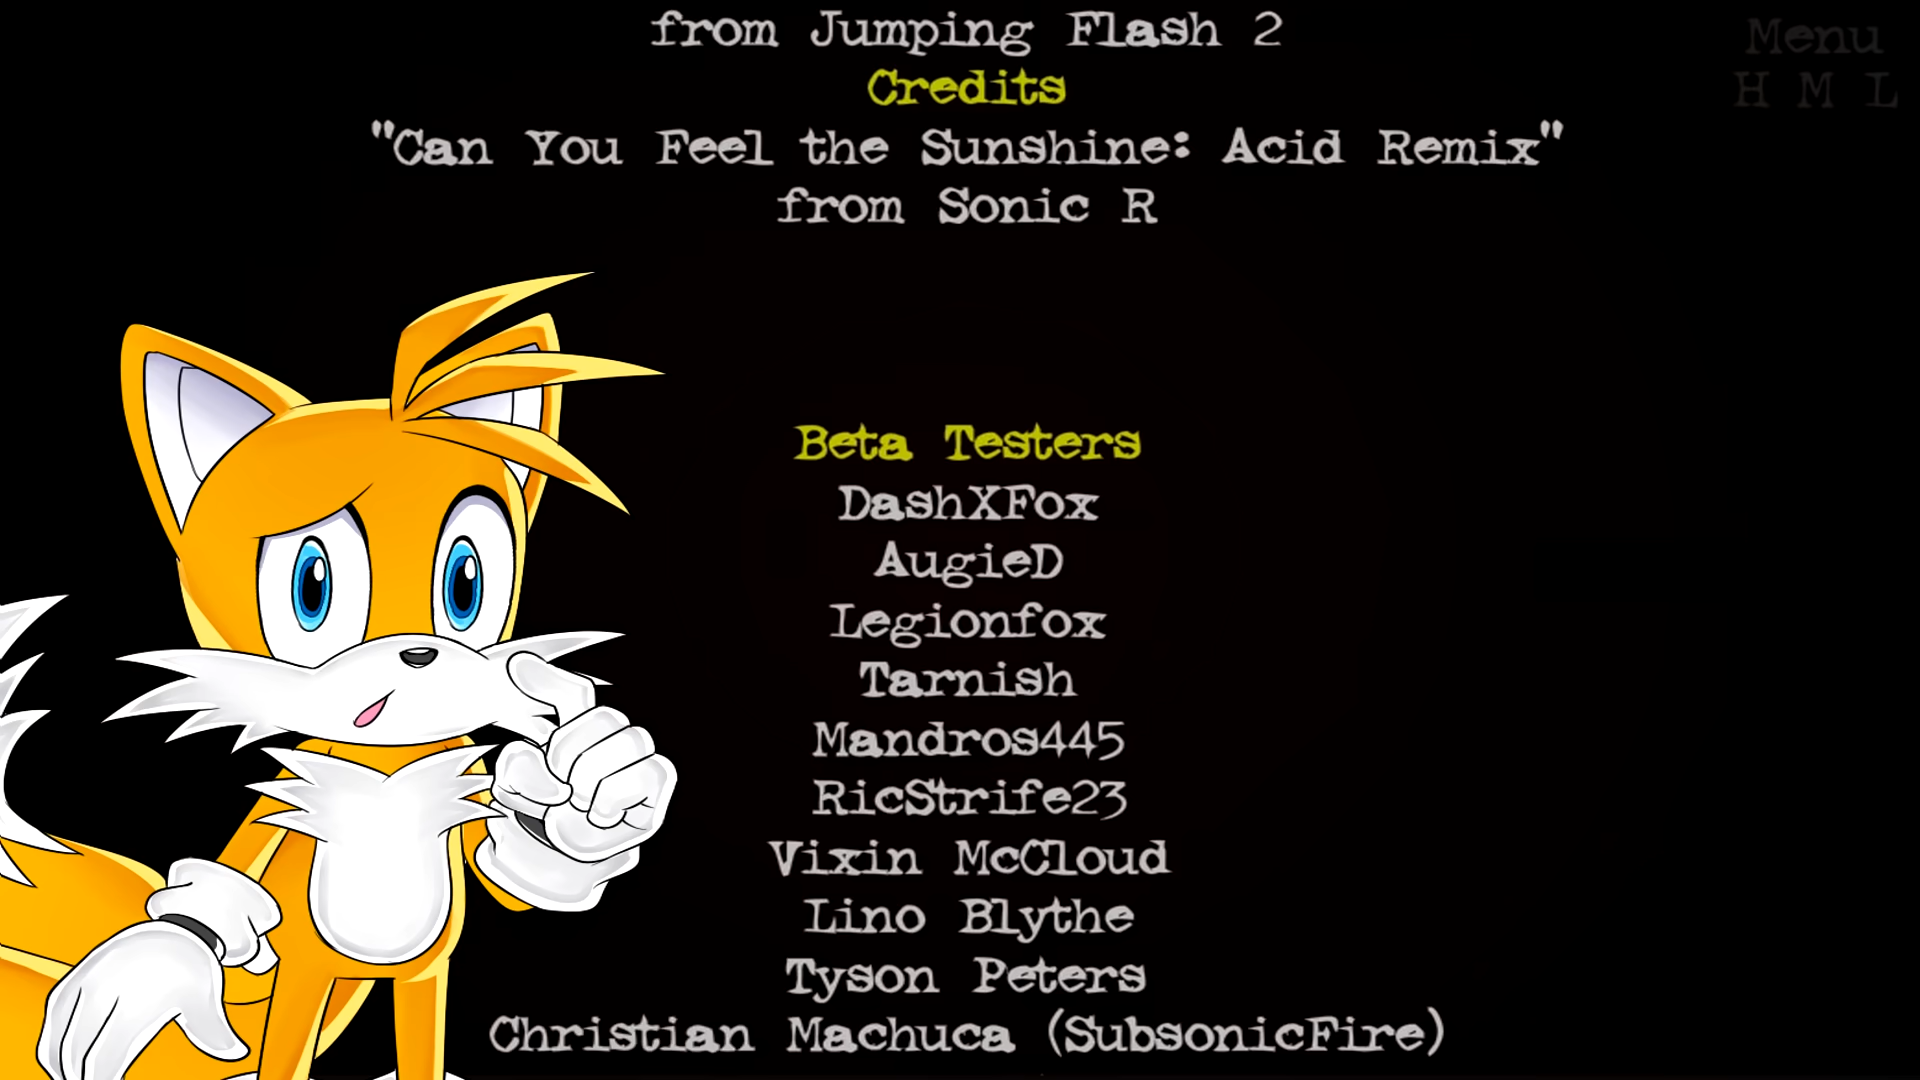 from Jumping Flash 2
Menu
H M L
Credits
"Can You Feel the Sunshine: Acid Remix"
from Sonic R
Beta Testers
DashXFox
AugieD
Legionfox
Tarnish
Mandros445
RicStrife23
Vixin McCloud
Lino Blythe
Tyson Peters
Christian Machuca (SubsonicFire)